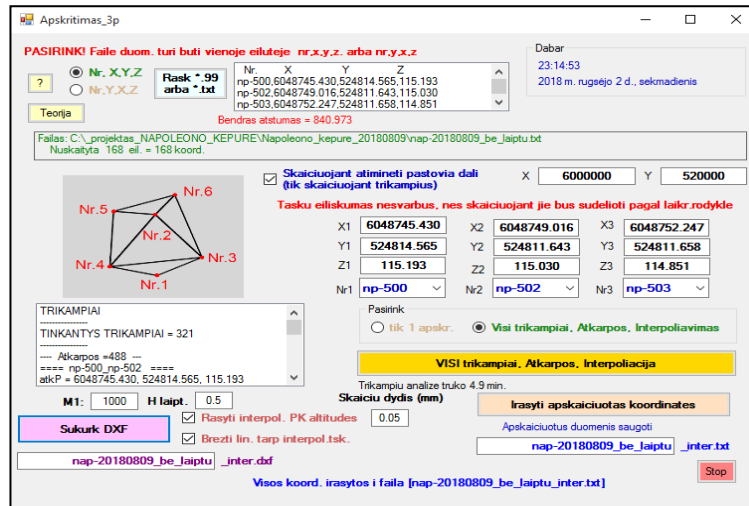 Apskritimas_3p
PASIRINK! Faile duom. turi buti vienoje eiluteje nr,x,y,z. arba nr,y,x,z
?
Nr, X,Y,Z
Nr,Y,X,Z
Rask *.99
arba *.txt
Nr. X Y Z
np-500,6048745.430,524814.565,115.193
np-502,6048749.016,524811.643,115.030
np-503,6048752.247,524811.658,114.851
Dabar
23:14:53
2018 m. rugsėjo 2 d., sekmadienis
Teorija
Bendras atstumas = 840.973
Failas: C:\_projektas_NAPOLEONO_KEPURE\Napoleono_kepure_20180809\nap-20180809_be_laiptu.txt
Nuskaityta 168 eil. = 168 koord.
Skaiciuojant atimineti pastovia dali
(tik skaiciuojant trikampius)
X 6000000 Y 520000
Tasku eiliskumas nesvarbus, nes skaiciuojant jie bus sudelioti pagal laikr.rodykle
Nr.6
Nr.5
Nr.2
Nr.3
Nr.4
Nr.1
X1 6048745.430 X2 6048749.016 X3 6048752.247
Y1 524814.565 Y2 524811.643 Y3 524811.658
Z1 115.193 Z2 115.030 Z3 114.851
Nr1 np-500 Nr2 np-502 Nr3 np-503
TRIKAMPIAI
----------------
TINKANTYS TRIKAMPIAI = 321
----------------
---- Atkarpos =488 ---
==== np-500_np-502 ====
atkP = 6048745.430, 524814.565, 115.193
Pasirink
tik 1 apskr.
Visi trikampiai, Atkarpos, Interpoliavimas
VISI trikampiai, Atkarpos, Interpoliacija
Trikampiu analize truko 4.9 min.
M1: 1000 H laipt. 0.5
Skaiciu dydis (mm)
0.05
Sukurk DXF
Rasyti interpol. PK altitudes
Brezti lin. tarp interpol.tsk.
Irasyti apskaiciuotas koordinates
Apskaiciuotus duomenis saugoti
nap-20180809_be_laiptu _inter.txt
nap-20180809_be_laiptu _inter.dxf
Stop
Visos koord. irasytos i faila [nap-20180809_be_laiptu_inter.txt]